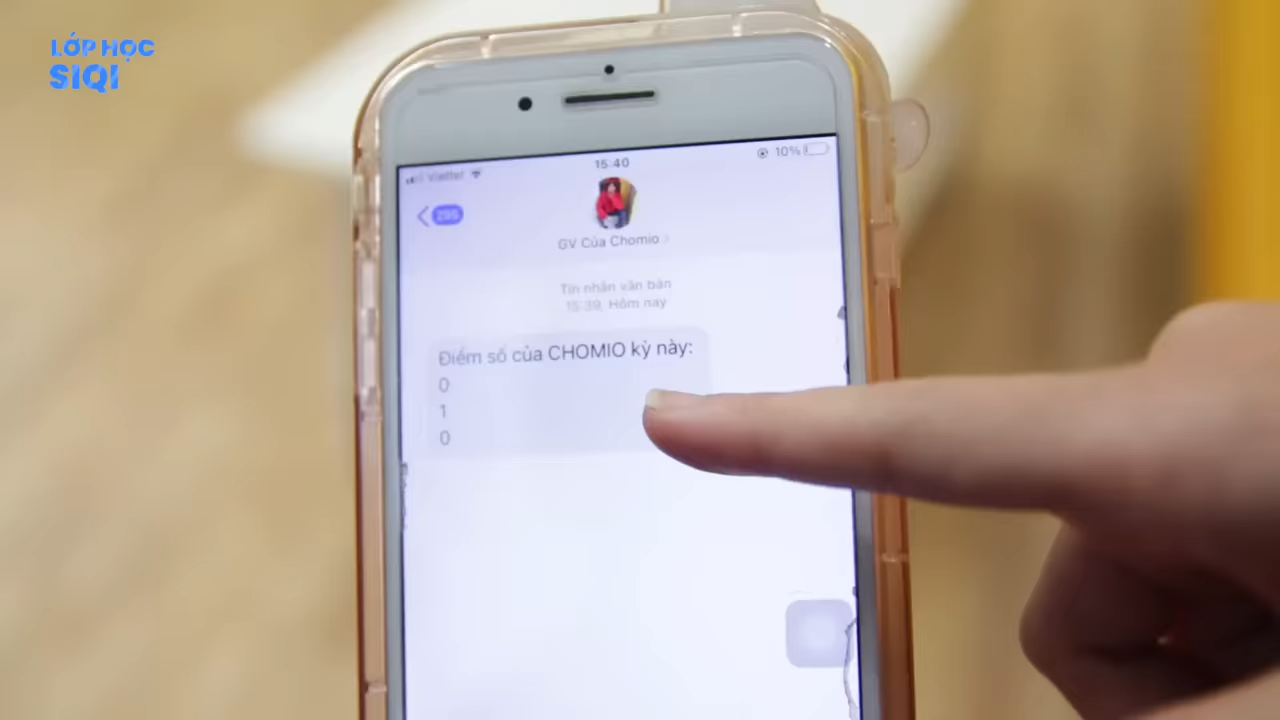 LỚP HỌC
SIQI
Viettel
15:40
10%
295
GV Của Chomio
Tin nhắn văn bản
15:39, Hôm nay
Điểm số của CHOMIO kỳ này:
0
1
0